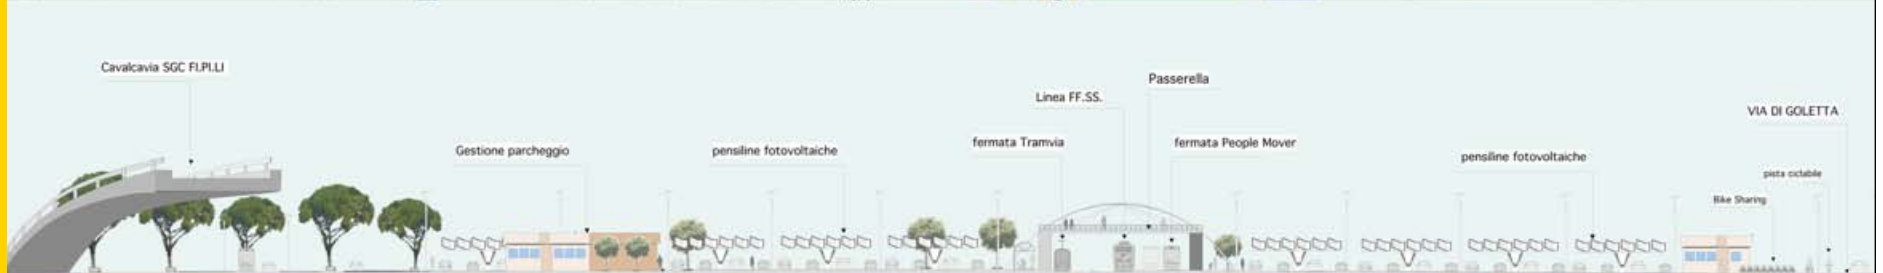 Cavalcavia SGC FI.PI.LI
Gestione parcheggio
pensiline fotovoltaiche
fermata Tramvia
Linea FF.SS.
Passerella
fermata People Mover
pensiline fotovoltaiche
VIA DI GOLETTA
pista ciclabile
Bike Sharing